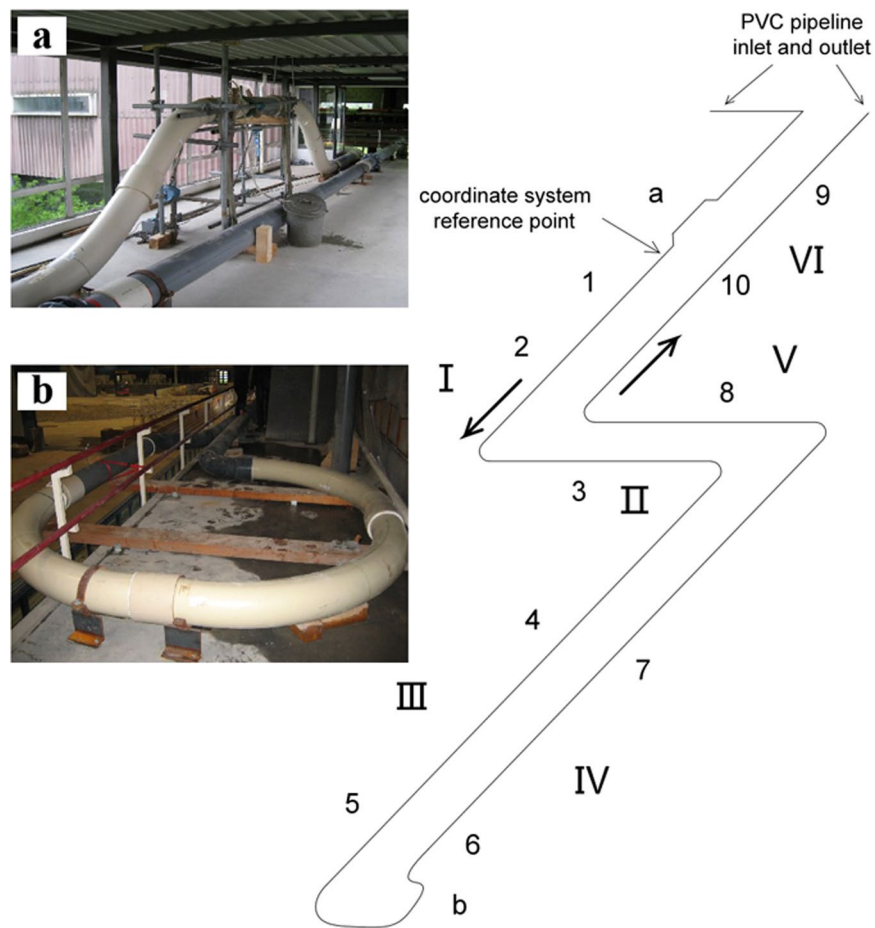 a
PVC pipeline
inlet and outlet
a
9
coordinate system
reference point
VI
1
10
2
I
V
b
8
3
II
4
7
III
IV
5
6
b